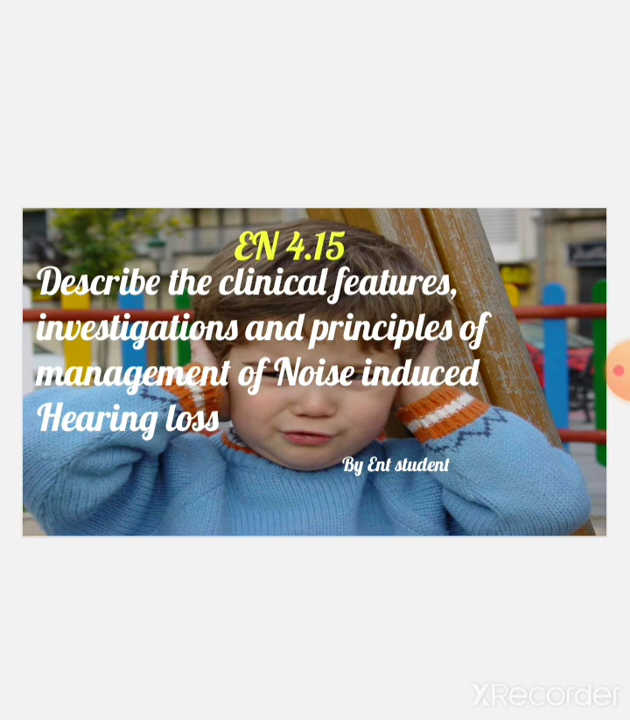 EN 4.15
Describe the clinical features,
investigations and principles of
management of Noise induced
Hearing loss
By Ent student
XRecorder